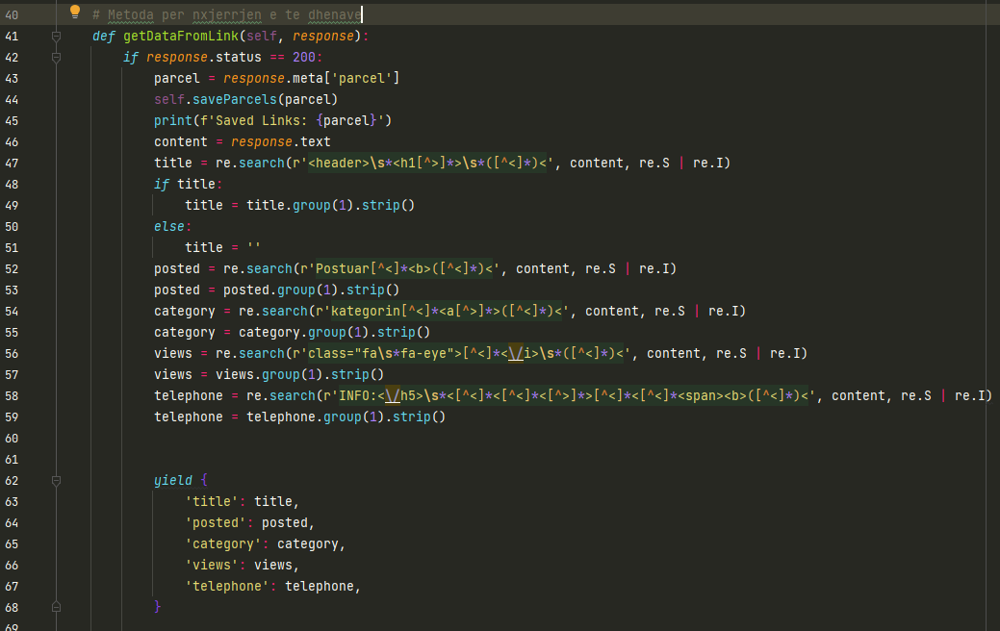 40 # Metoda per nxjerrjen e te dhenave
41 def getDataFromLink(self, response):
42 if response.status == 200:
43 parcel = response.meta['parcel']
44 self.saveParcels(parcel)
45 print(f'Saved Links: {parcel}')
46 content = response.text
47 title = re.search(r'<header>\s*<h1[^>]*>\s*([^<]*)<', content, re.S | re.I)
48 if title:
49 title = title.group(1).strip()
50 else:
51 title = ''
52 posted = re.search(r'Postuar[^<]*<b>([^<]*)<', content, re.S | re.I)
53 posted = posted.group(1).strip()
54 category = re.search(r'kategorin[^<]*<a[^>]*>([^<]*)<', content, re.S | re.I)
55 category = category.group(1).strip()
56 views = re.search(r'class="fa\s*fa-eye">[^<]*<\/i>\s*([^<]*)<', content, re.S | re.I)
57 views = views.group(1).strip()
58 telephone = re.search(r'INFO:<\/h5>\s*<[^<]*<[^<]*<[^>]*>[^<]*<[^<]*<span><b>([^<]*)<', content, re.S | re.I)
59 telephone = telephone.group(1).strip()
60
61
62 yield {
63 'title': title,
64 'posted': posted,
65 'category': category,
66 'views': views,
67 'telephone': telephone,
68 }
69